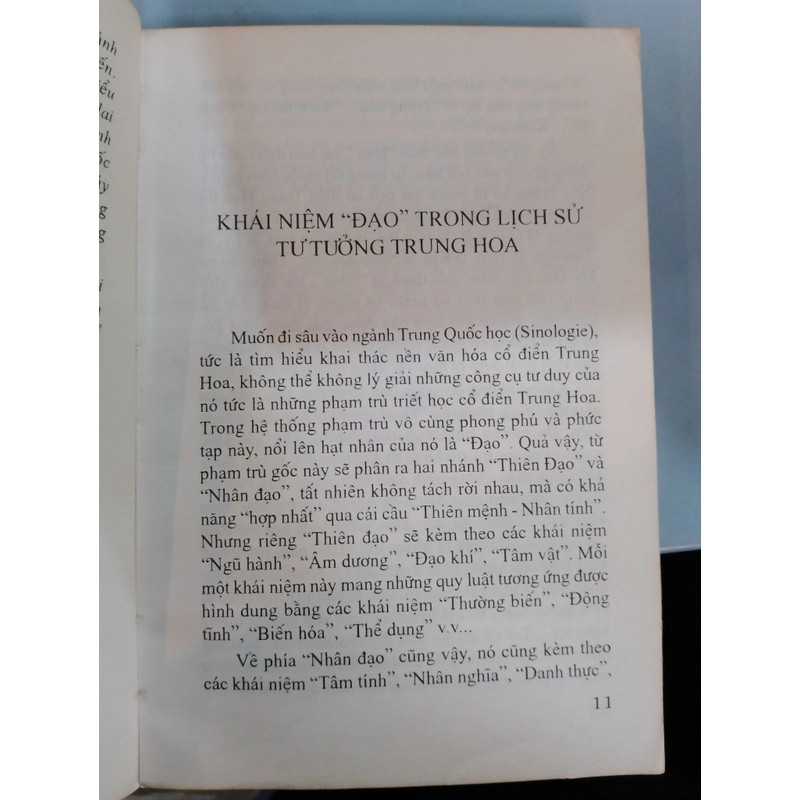 KHÁI NIỆM “ĐẠO” TRONG LỊCH SỬ
TƯ TƯỞNG TRUNG HOA
Muốn đi sâu vào ngành Trung Quốc học (Sinologie),
tức là tìm hiểu khai thác nền văn hóa cổ điển Trung
Hoa, không thể không lý giải những công cụ tư duy của
nó tức là những phạm trù triết học cổ điển Trung Hoa.
Trong hệ thống phạm trù vô cùng phong phú và phức
tạp này, nổi lên hạt nhân của nó là “Đạo”. Quả vậy, từ
phạm trù gốc này sẽ phân ra hai nhánh “Thiên Đạo” và
“Nhân đạo”, tất nhiên không tách rời nhau, mà có khả
năng “hợp nhất” qua cái cầu “Thiên mệnh - Nhân tính”.
Nhưng riêng “Thiên đạo” sẽ kèm theo các khái niệm
“Ngũ hành”, “Âm dương”, “Đạo khí”, “Tâm vật”. Mỗi
một khái niệm này mang những quy luật tương ứng được
hình dung bằng các khái niệm “Thường biến”, “Động
tĩnh”, “Biến hóa”, “Thể dụng” v.v...
Về phía “Nhân đạo” cũng vậy, nó cũng kèm theo
các khái niệm “Tâm tính”, “Nhân nghĩa”, “Danh thực”,
11